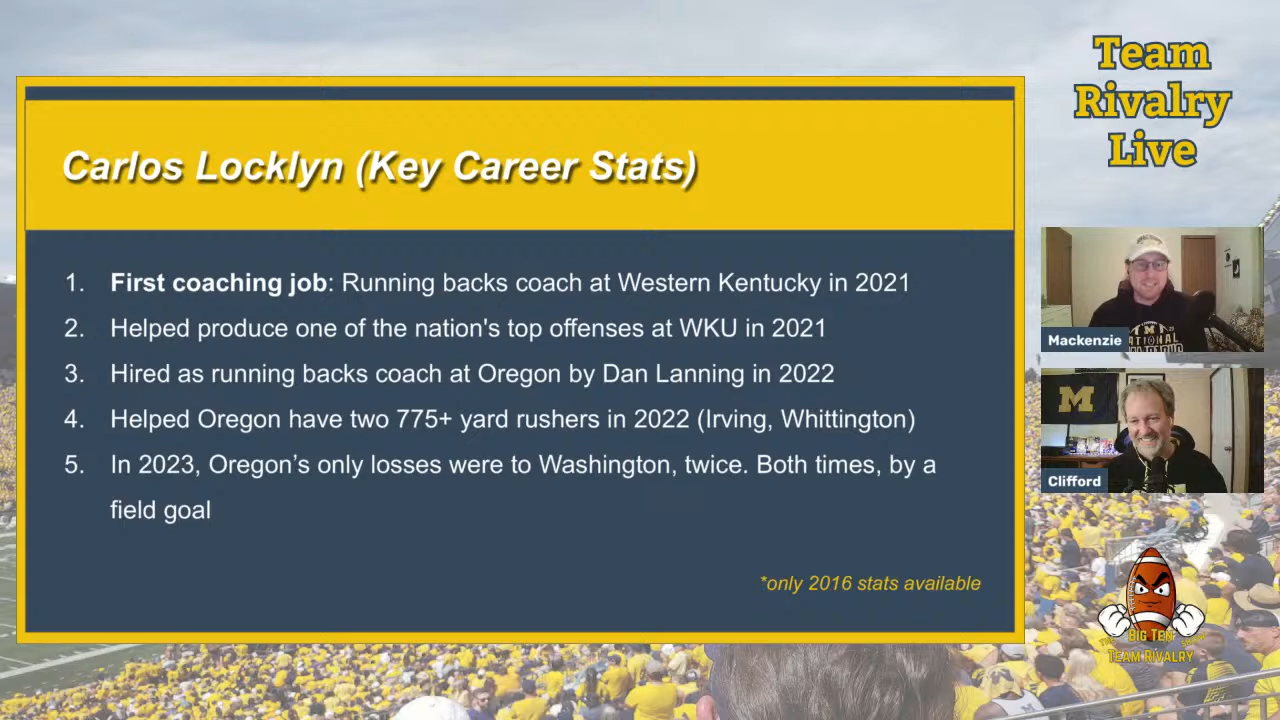 Team
Rivalry
Live
Carlos Locklyn (Key Career Stats)
1. First coaching job: Running backs coach at Western Kentucky in 2021
2. Helped produce one of the nation's top offenses at WKU in 2021
3. Hired as running backs coach at Oregon by Dan Lanning in 2022
4. Helped Oregon have two 775+ yard rushers in 2022 (Irving, Whittington)
5. In 2023, Oregon’s only losses were to Washington, twice. Both times, by a
field goal
*only 2016 stats available
Mackenzie
M
Clifford
Big Ten
Team Rivalry